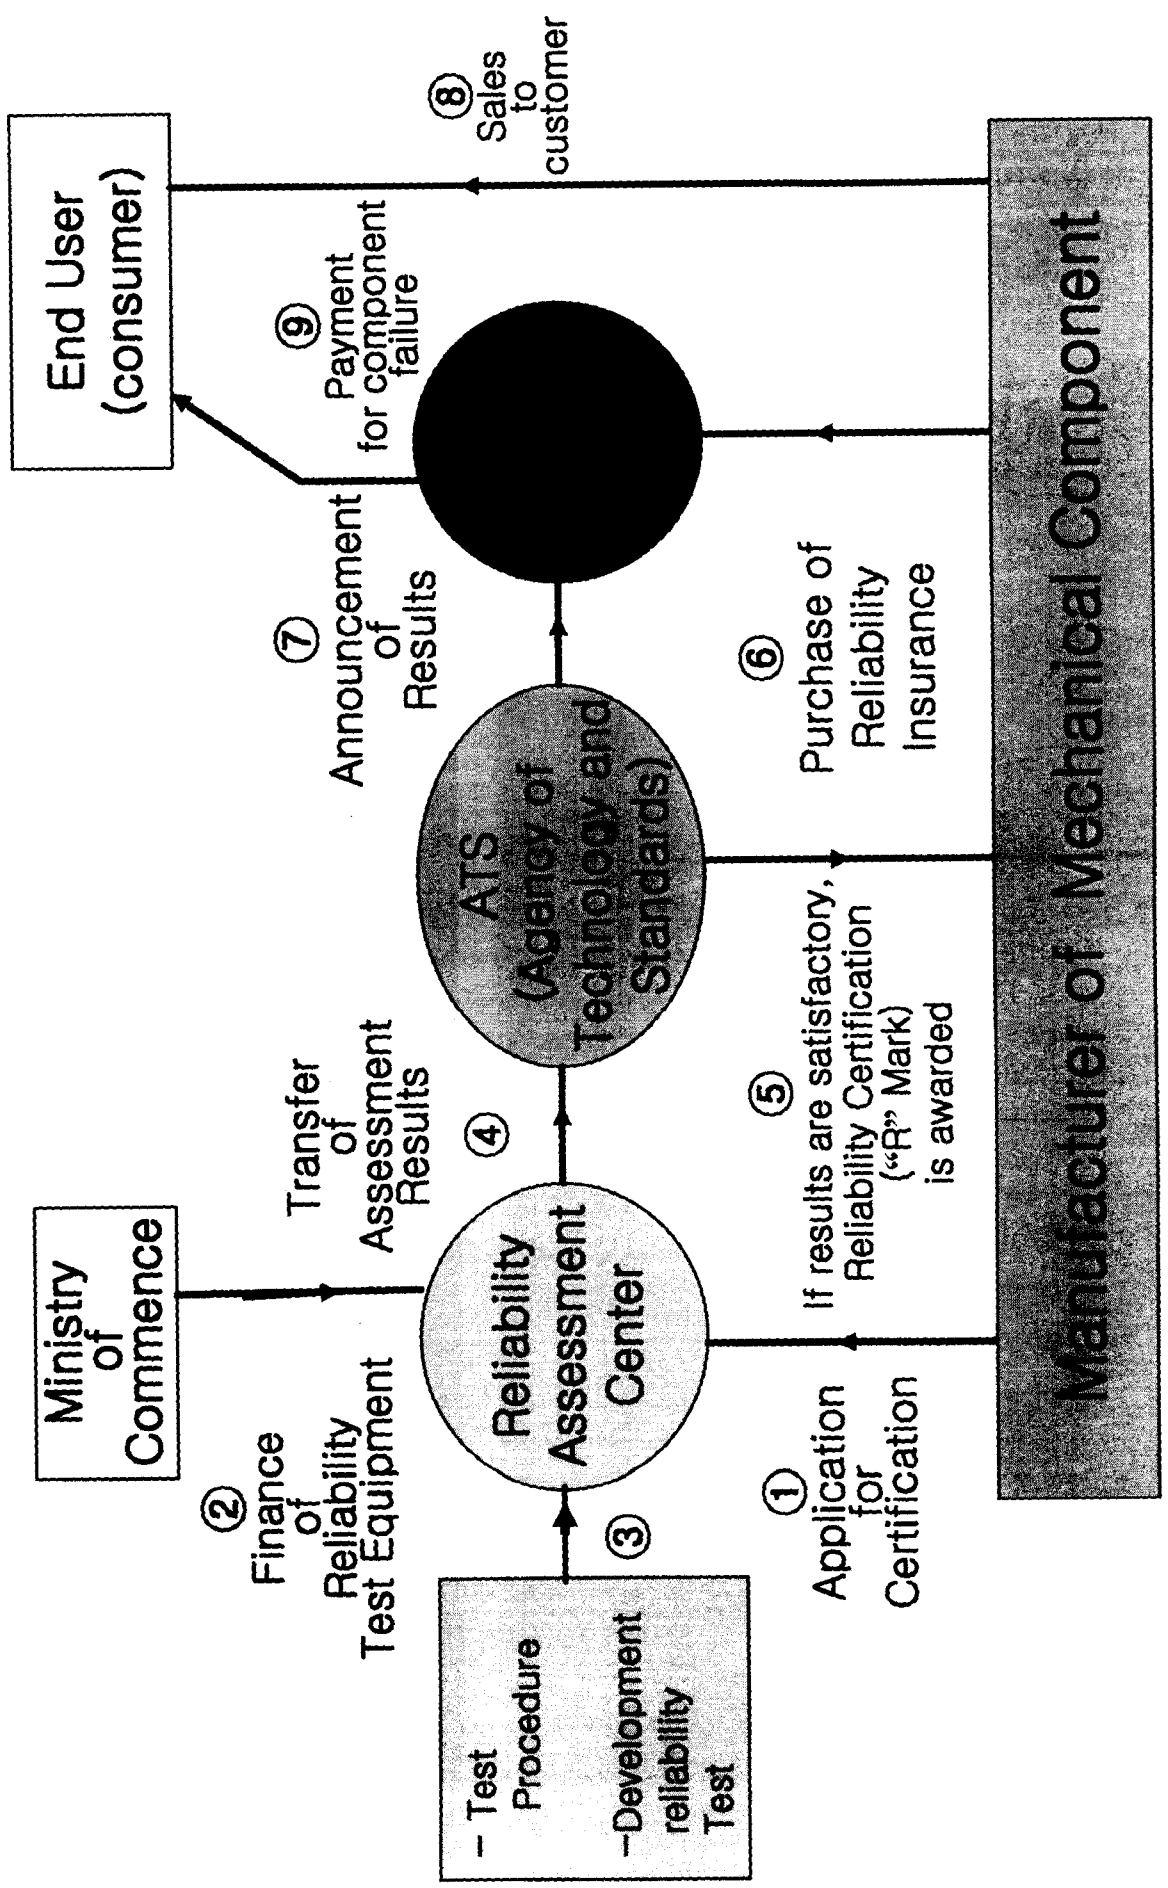 Ministry
of
Commence
End User
(consumer)
②
Finance
of
Reliability
Test Equipment
Transfer
of
Assessment
Results
④
⑦
Announcement
of
Results
⑨
Payment
for component
failure
⑧
Sales
to
customer
– Test
Procedure
–Development
reliability
Test
③
Reliability
Assessment
Center
ATS
(Agency of
Technology and
Standards)
①
Application
for
Certification
⑤
If results are satisfactory,
Reliability Certification
(“R” Mark)
is awarded
⑥
Purchase of
Reliability
Insurance
Manufacturer of Mechanical Component